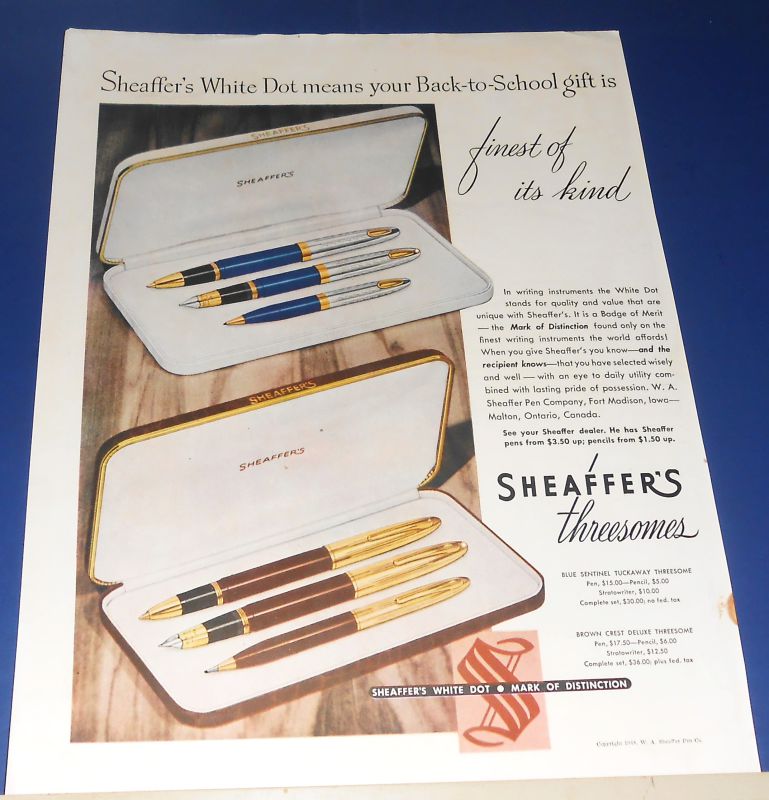 Sheaffer's White Dot means your Back-to-School gift is
finest of
its kind
SHEAFFER'S
SHEAFFER'S
In writing instruments the White Dot
stands for quality and value that are
unique with Sheaffer's. It is a Badge of Merit
—the Mark of Distinction found only on the
finest writing instruments the world affords!
When you give Sheaffer's you know—and the
recipient knows—that you have selected wisely
and well—with an eye to daily utility com-
bined with lasting pride of possession. W. A.
Sheaffer Pen Company, Fort Madison, Iowa—
Malton, Ontario, Canada.
See your Sheaffer dealer. He has Sheaffer
pens from $3.50 up; pencils from $1.50 up.
SHEAFFER'S
SHEAFFER'S
SHEAFFER'S
threesomes
BLUE SENTINEL TUCKAWAY THREESOME
Pen, $15.00—Pencil, $5.00
Stratowriter, $10.00
Complete set, $30.00; no fed. tax
BROWN CREST DELUXE THREESOME
Pen, $17.50—Pencil, $6.00
Stratowriter, $12.50
Complete set, $36.00; plus fed. tax
S
SHEAFFER'S WHITE DOT ● MARK OF DISTINCTION
Copyright 1948, W. A. Sheaffer Pen Co.